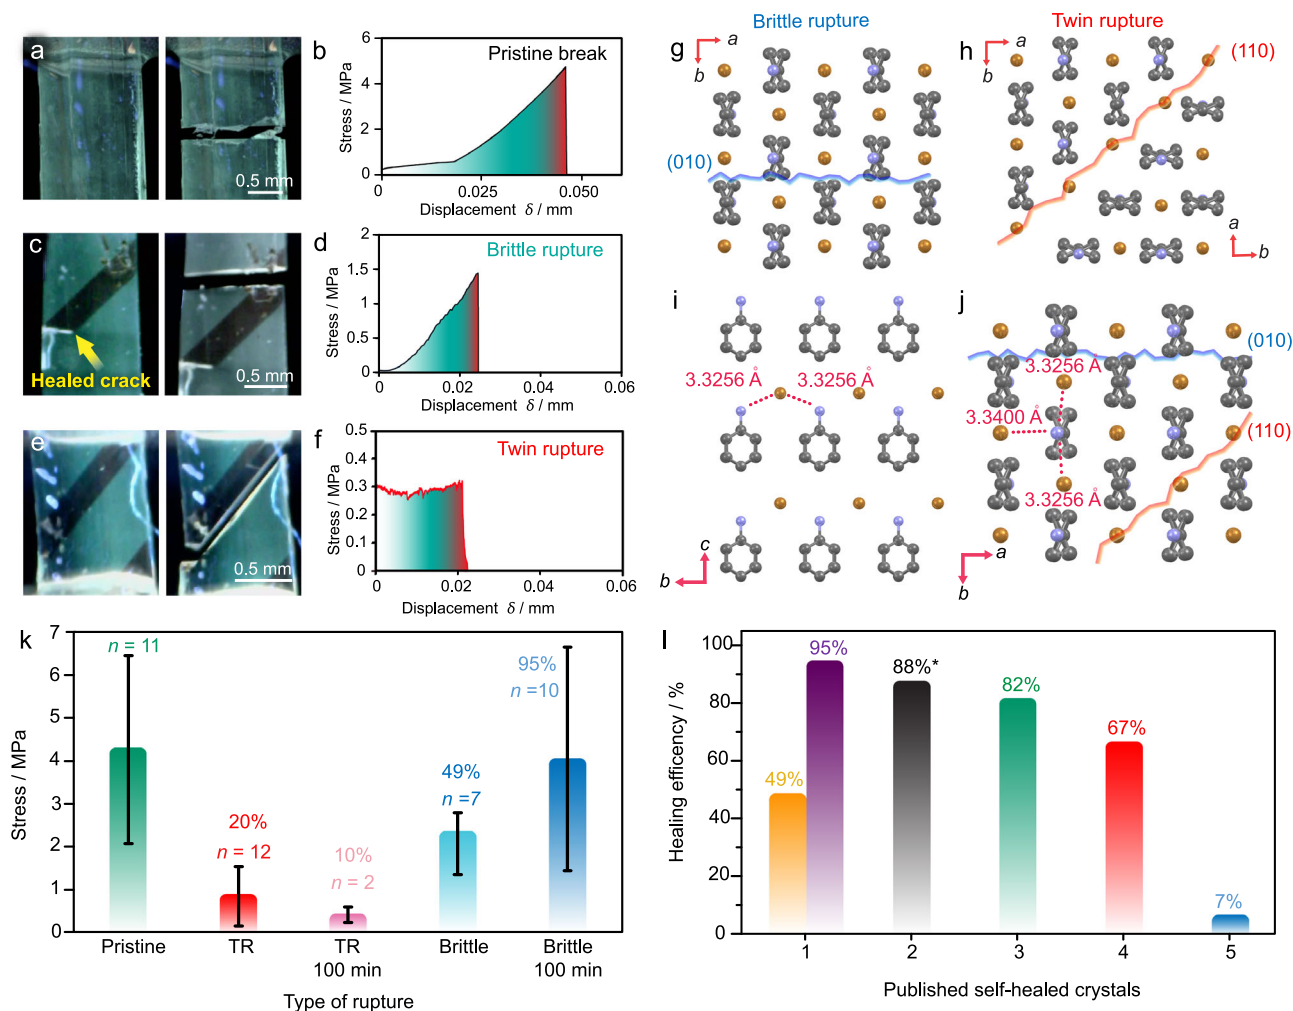 a
0.5 mm
b
Pristine break
Stress / MPa
6
4
2
0
0
0.025
0.050
Displacement δ / mm
c
Healed crack
0.5 mm
d
Brittle rupture
Stress / MPa
2
1.5
1
0.5
0
0
0.02
0.04
0.06
Displacement δ / mm
e
0.5 mm
f
Twin rupture
Stress / MPa
0.5
0.4
0.3
0.2
0.1
0
0
0.02
0.04
0.06
Displacement δ / mm
Brittle rupture
g
a
b
(010)
Twin rupture
h
a
b
(110)
a
b
i
3.3256 Å
3.3256 Å
c
b
j
(010)
3.3256 Å
3.3400 Å
(110)
3.3256 Å
a
b
k
Stress / MPa
7
6
5
4
3
2
1
0
n = 11
20%
n = 12
10%
n = 2
49%
n =7
95%
n =10
Pristine
TR
TR
100 min
Brittle
Brittle
100 min
Type of rupture
l
Healing efficency / %
100
80
60
40
20
0
49%
95%
88%*
82%
67%
7%
1
2
3
4
5
Published self-healed crystals